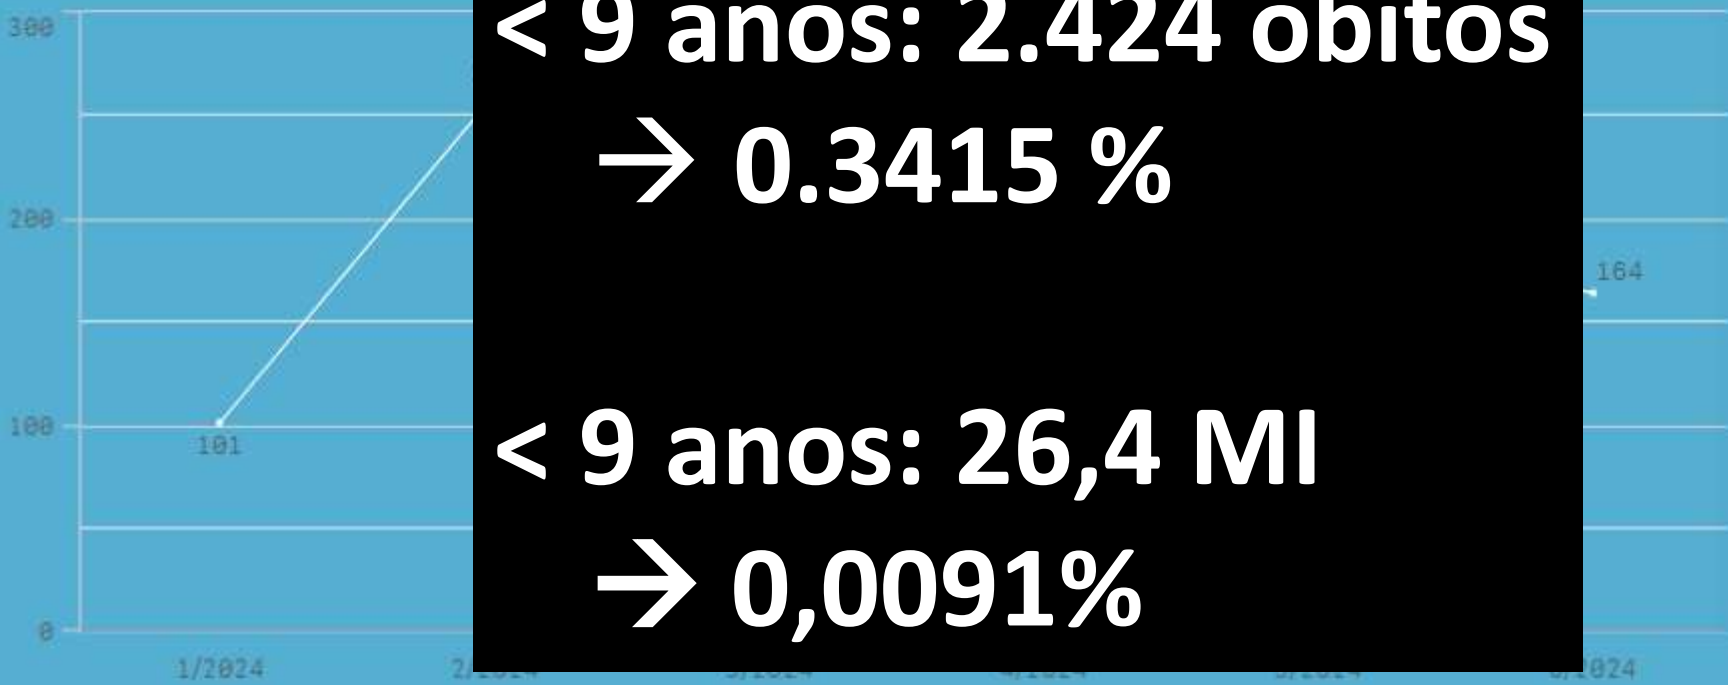 300
< 9 anos: 2.424 óbitos
→ 0.3415 %
200
164
< 9 anos: 26,4 MI
100
101
→ 0,0091%
0
1/2024